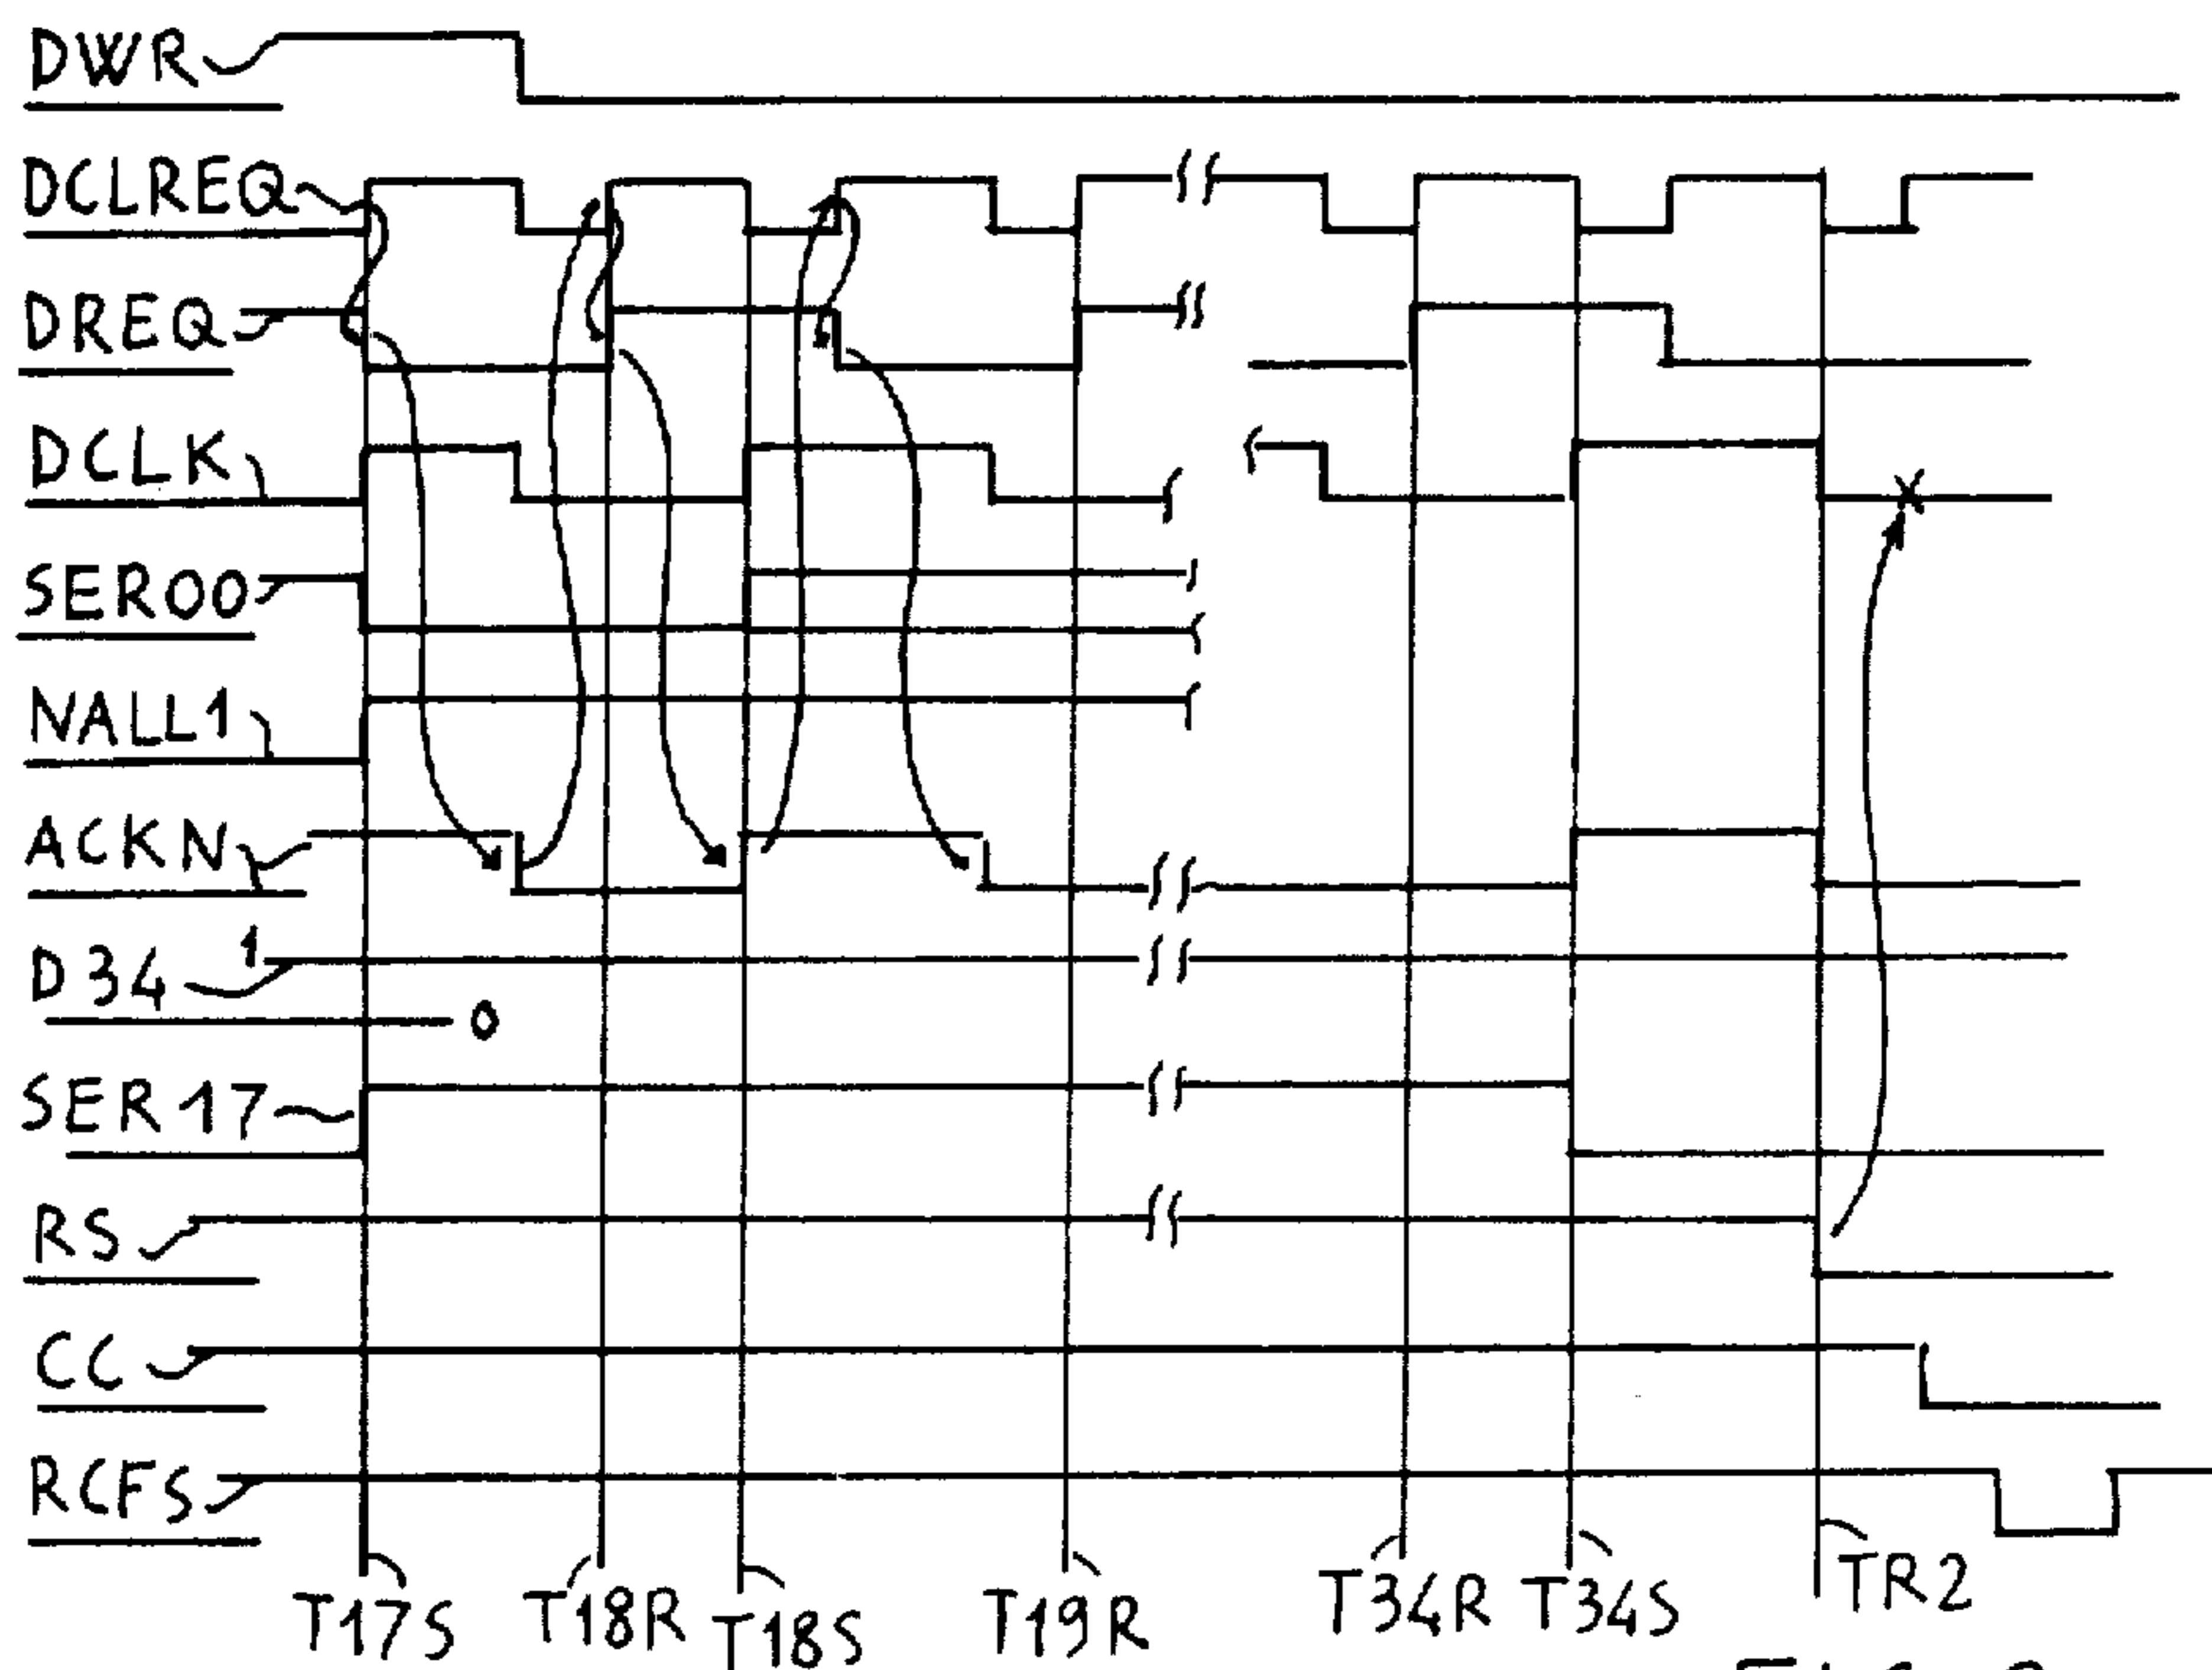 DWR
DCLREQ
DREQ
DCLK
SER00
NALL1
ACKN
D34 1
0
SER17
RS
CC
RCFS
T17S T18R T18S T19R T34R T34S TR2